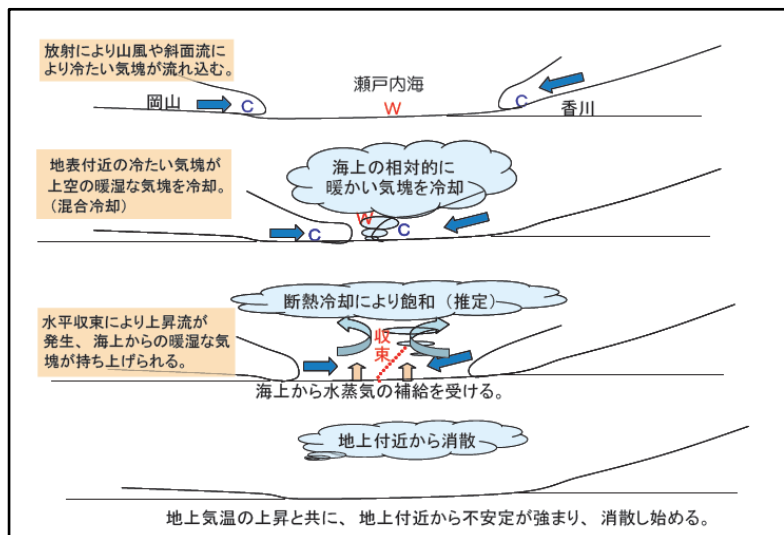 放射により山風や斜面流に
より冷たい気塊が流れ込む。
瀬戸内海
岡山
C
W
C
香川
地表付近の冷たい気塊が
上空の暖湿な気塊を冷却。
（混合冷却）
海上の相対的に
暖かい気塊を冷却
W
C
C
断熱冷却により飽和（推定）
水平収束により上昇流が
発生、海上からの暖湿な気
塊が持ち上げられる。
収束
海上から水蒸気の補給を受ける。
地上付近から消散
地上気温の上昇と共に、地上付近から不安定が強まり、消散し始める。